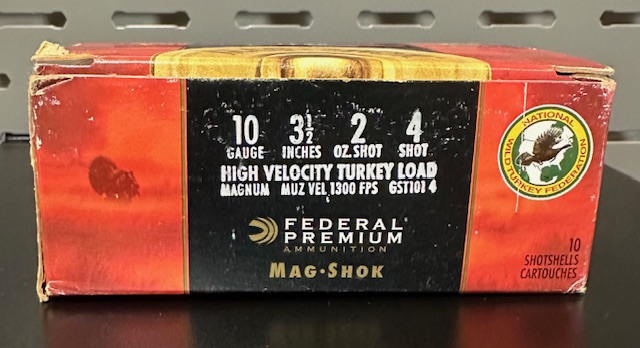 10 3½ 2 4
GAUGE INCHES OZ. SHOT SHOT
HIGH VELOCITY TURKEY LOAD
MAGNUM MUZ VEL 1300 FPS GST101 4
FEDERAL
PREMIUM
AMMUNITION
MAG·SHOK
NATIONAL
WILD TURKEY FEDERATION
10
SHOTSHELLS
CARTOUCHES